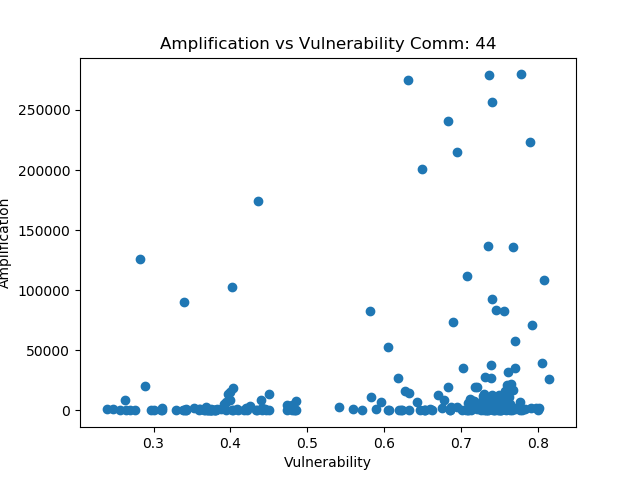 Amplification vs Vulnerability Comm: 44
Amplification
250000
200000
150000
100000
50000
0
0.3 0.4 0.5 0.6 0.7 0.8
Vulnerability